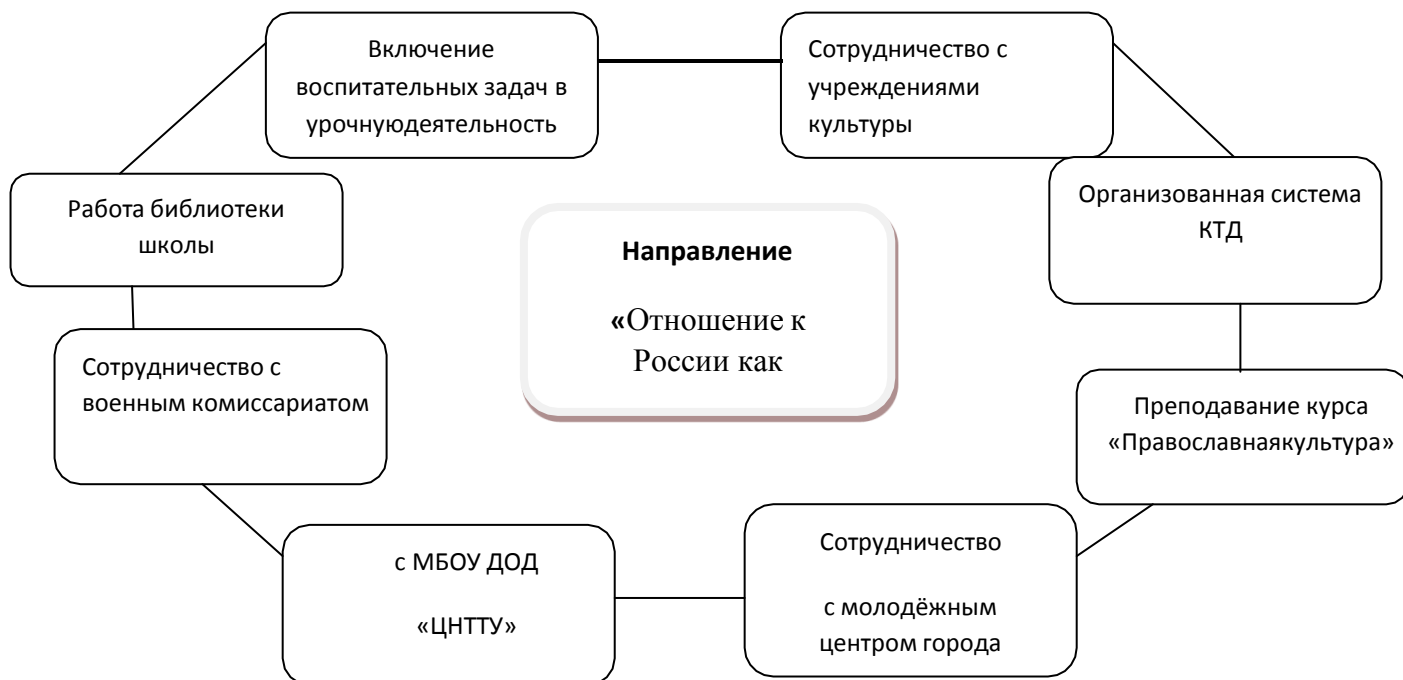 Включение
воспитательных задач в
урочнуюдеятельность
Сотрудничество с
учреждениями
культуры
Работа библиотеки
школы
Организованная система
КТД
Направление
«Отношение к
России как
Сотрудничество с
военным комиссариатом
Преподавание курса
«Православнаякультура»
с МБОУ ДОД
«ЦНТТУ»
Сотрудничество
с молодёжным
центром города